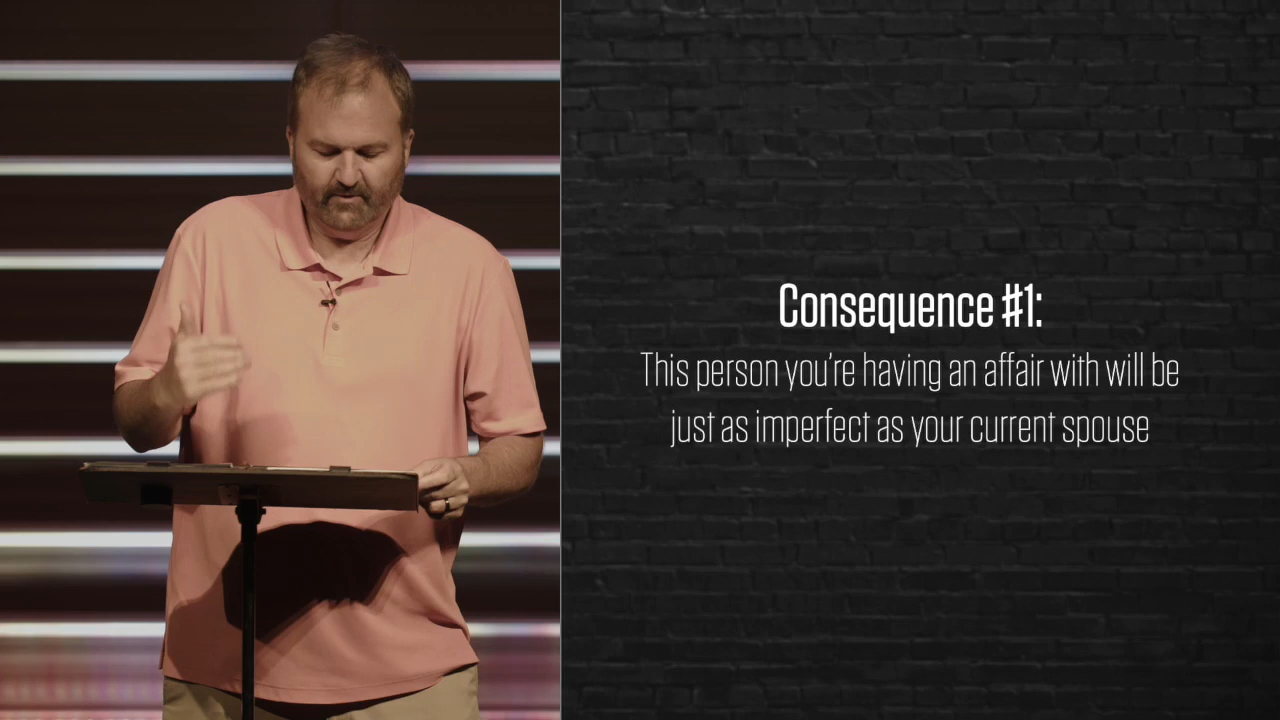 Consequence #1:
This person you're having an affair with will be
just as imperfect as your current spouse